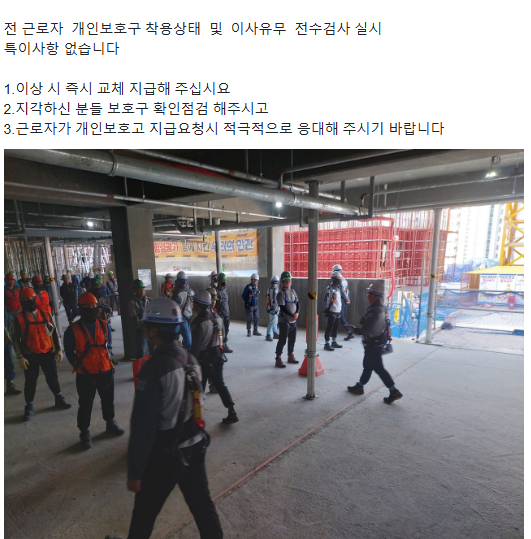 전 근로자 개인보호구 착용상태 및 이사유무 전수검사 실시
특이사항 없습니다
1.이상 시 즉시 교체 지급해 주십시요
2.지각하신 분들 보호구 확인점검 해주시고
3.근로자가 개인보호고 지급요청시 적극적으로 응대해 주시기 바랍니다